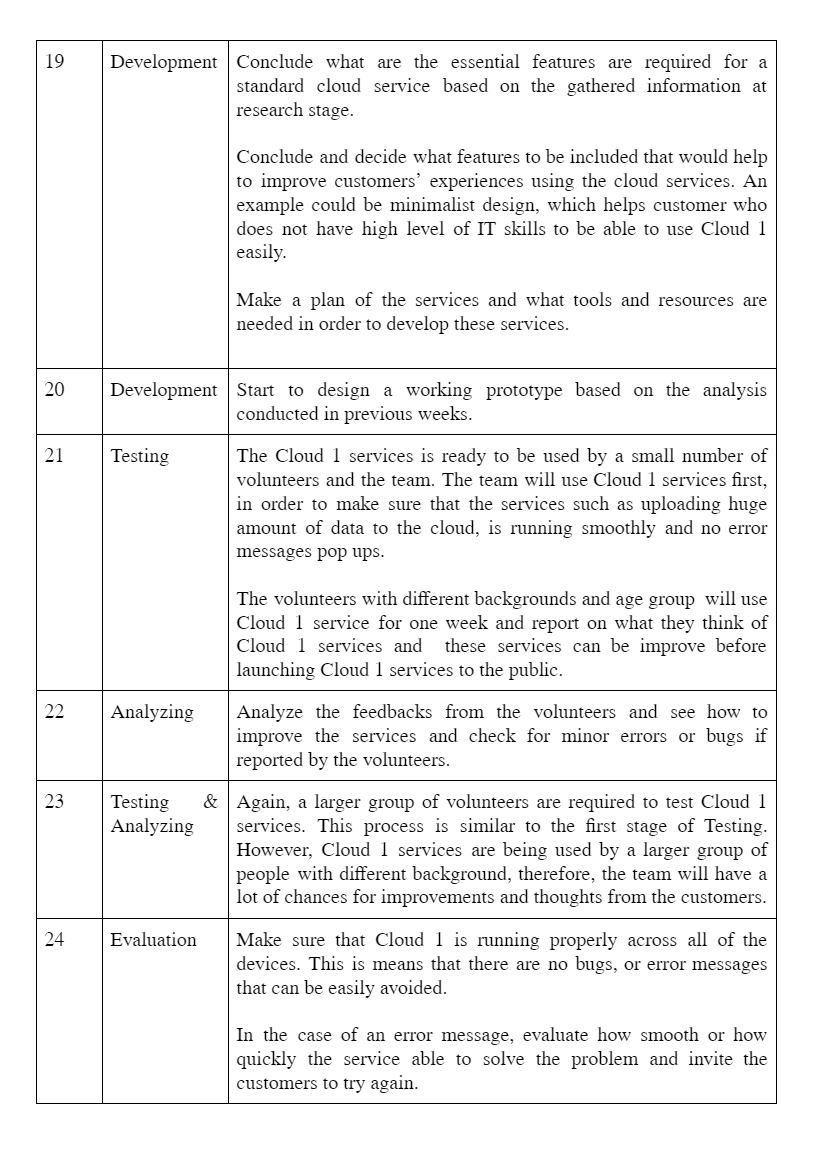 19 Development Conclude what are the essential features are required for a
standard cloud service based on the gathered information at
research stage.
Conclude and decide what features to be included that would help
to improve customers’ experiences using the cloud services. An
example could be minimalist design, which helps customer who
does not have high level of IT skills to be able to use Cloud 1
easily.
Make a plan of the services and what tools and resources are
needed in order to develop these services.
20 Development Start to design a working prototype based on the analysis
conducted in previous weeks.
21 Testing The Cloud 1 services is ready to be used by a small number of
volunteers and the team. The team will use Cloud 1 services first,
in order to make sure that the services such as uploading huge
amount of data to the cloud, is running smoothly and no error
messages pop ups.
The volunteers with different backgrounds and age group will use
Cloud 1 service for one week and report on what they think of
Cloud 1 services and these services can be improve before
launching Cloud 1 services to the public.
22 Analyzing Analyze the feedbacks from the volunteers and see how to
improve the services and check for minor errors or bugs if
reported by the volunteers.
23 Testing & Again, a larger group of volunteers are required to test Cloud 1
Analyzing services. This process is similar to the first stage of Testing.
However, Cloud 1 services are being used by a larger group of
people with different background, therefore, the team will have a
lot of chances for improvements and thoughts from the customers.
24 Evaluation Make sure that Cloud 1 is running properly across all of the
devices. This is means that there are no bugs, or error messages
that can be easily avoided.
In the case of an error message, evaluate how smooth or how
quickly the service able to solve the problem and invite the
customers to try again.